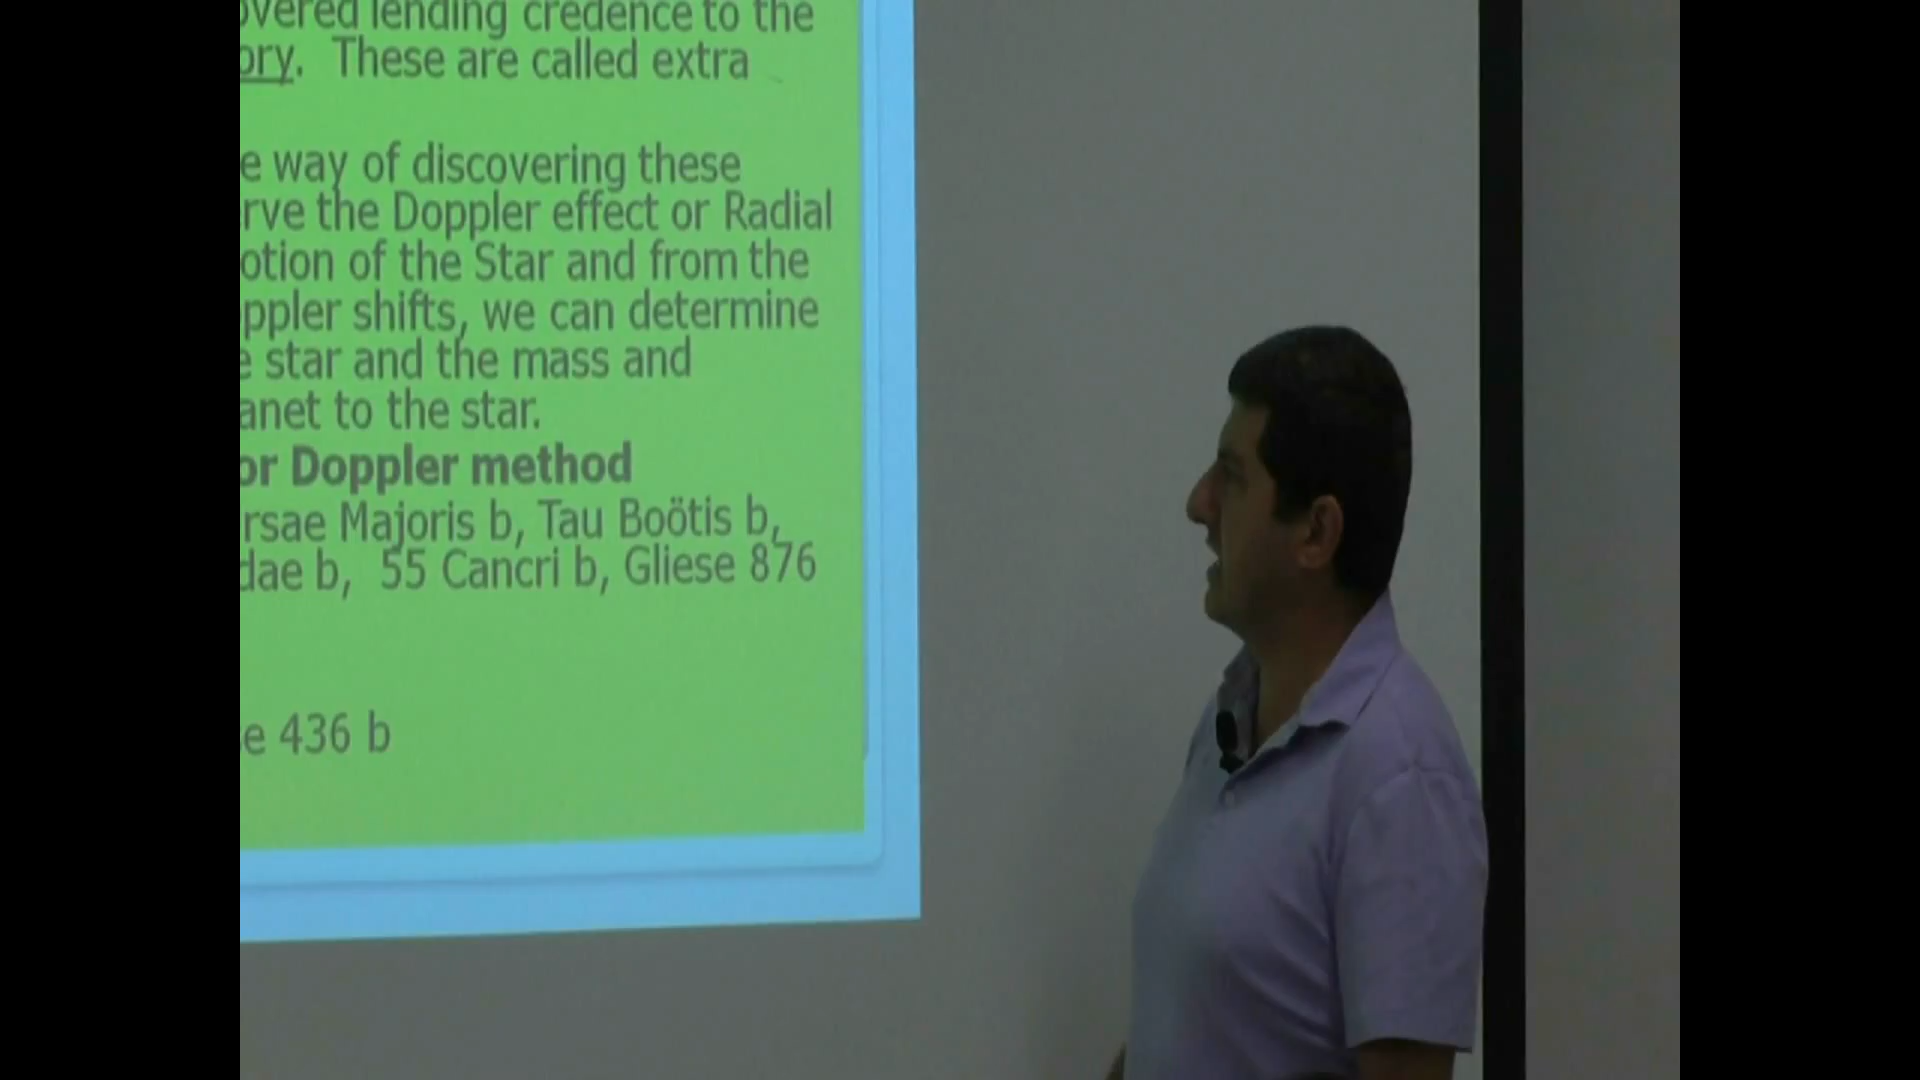 overed lending credence to the
ory. These are called extra
e way of discovering these
rve the Doppler effect or Radial
otion of the Star and from the
ppler shifts, we can determine
e star and the mass and
anet to the star.
or Doppler method
rsae Majoris b, Tau Boötis b,
dae b, 55 Cancri b, Gliese 876
e 436 b